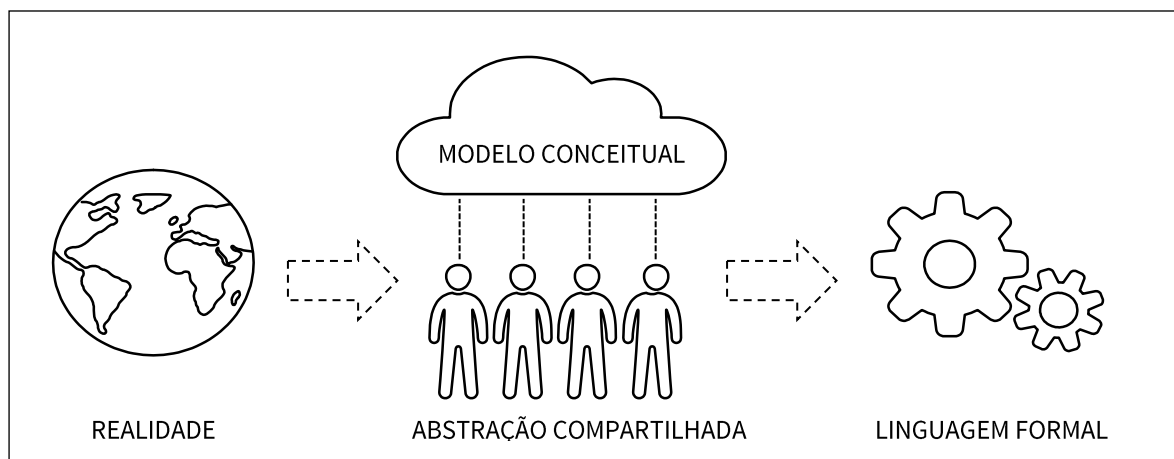 MODELO CONCEITUAL
REALIDADE
ABSTRAÇÃO COMPARTILHADA
LINGUAGEM FORMAL